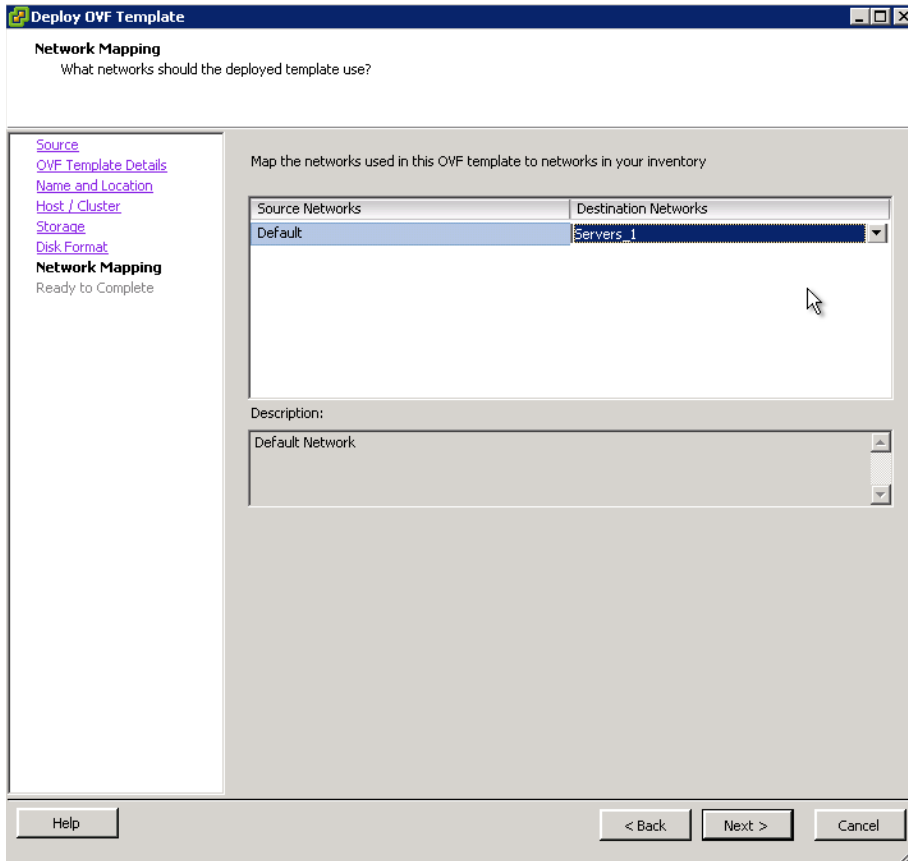 Deploy OVF Template
Network Mapping
What networks should the deployed template use?
Source
OVF Template Details
Name and Location
Host / Cluster
Storage
Disk Format
Network Mapping
Ready to Complete
Map the networks used in this OVF template to networks in your inventory
Source Networks Destination Networks
Default Servers_1
Description:
Default Network
Help < Back Next > Cancel